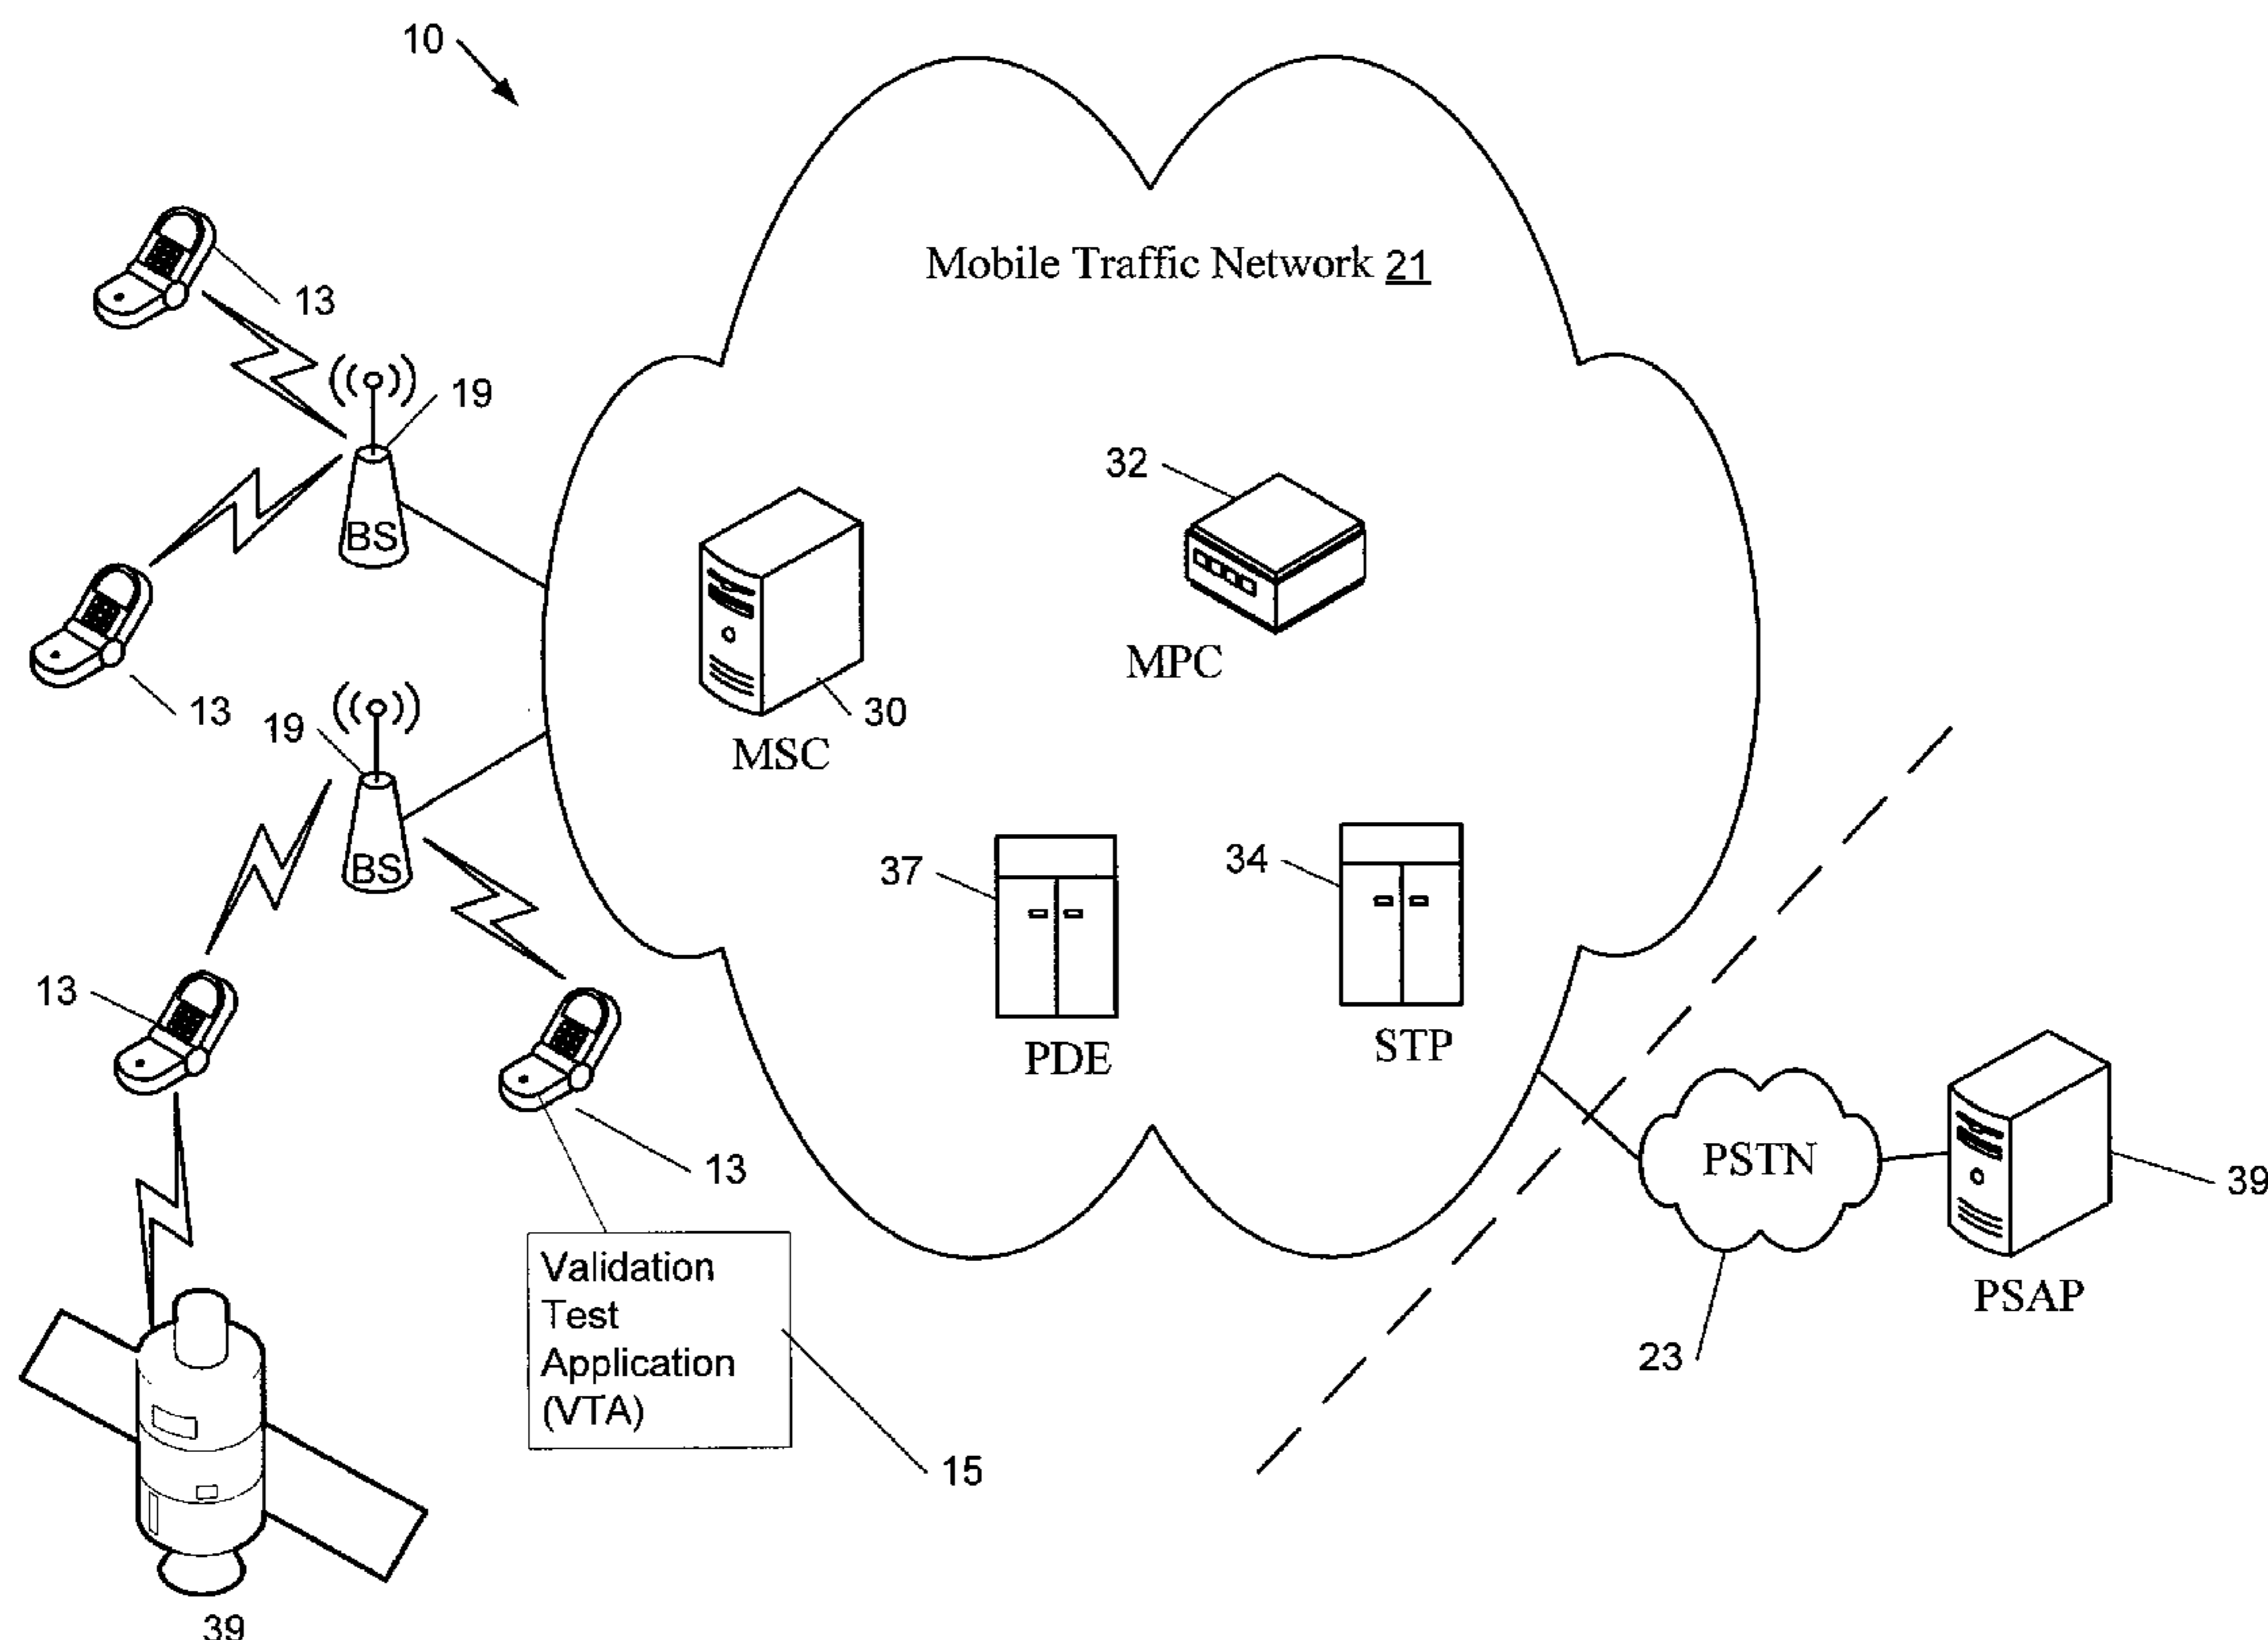 10
Mobile Traffic Network 21
13
19
32
BS
MPC
13
19
30
MSC
BS
37
34
13
STP
PDE
13
PSTN
39
Validation
Test
Application
(VTA)
PSAP
23
15
39